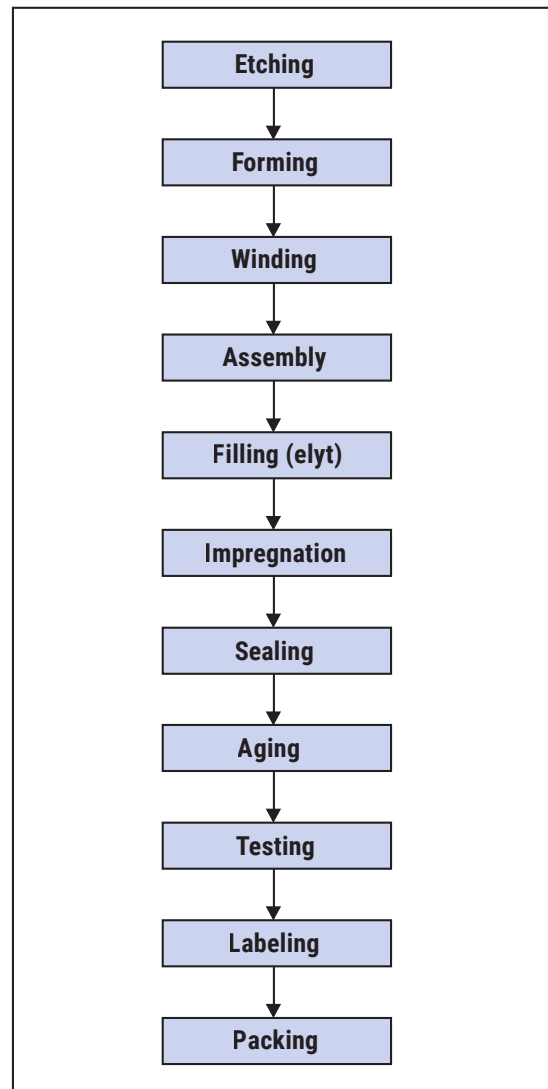 Etching
Forming
Winding
Assembly
Filling (elyt)
Impregnation
Sealing
Aging
Testing
Labeling
Packing